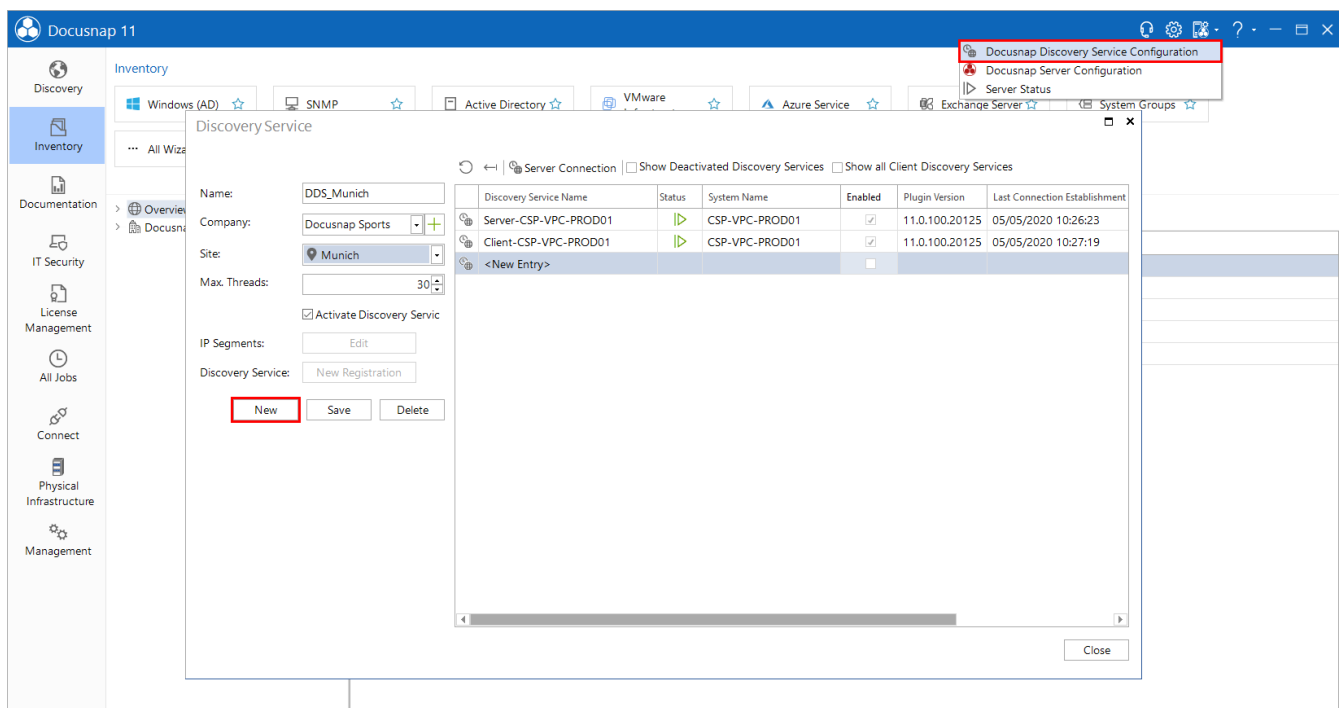 Docusnap 11
?
Docusnap Discovery Service Configuration
Docusnap Server Configuration
Server Status
Discovery
Inventory
Documentation
IT Security
License
Management
All Jobs
Connect
Physical
Infrastructure
Management
Inventory
Windows (AD)
SNMP
Active Directory
VMware
Azure Service
Exchange Server
System Groups
... All Wiza
Overvie
Docusna
Discovery Service
Name:
DDS_Munich
Company:
Docusnap Sports
Site:
Munich
Max. Threads:
30
Activate Discovery Servic
IP Segments:
Edit
Discovery Service:
New Registration
New
Save
Delete
Server Connection
Show Deactivated Discovery Services
Show all Client Discovery Services
Discovery Service Name Status System Name Enabled Plugin Version Last Connection Establishment
Server-CSP-VPC-PROD01 CSP-VPC-PROD01 11.0.100.20125 05/05/2020 10:26:23
Client-CSP-VPC-PROD01 CSP-VPC-PROD01 11.0.100.20125 05/05/2020 10:27:19
<New Entry>
Close